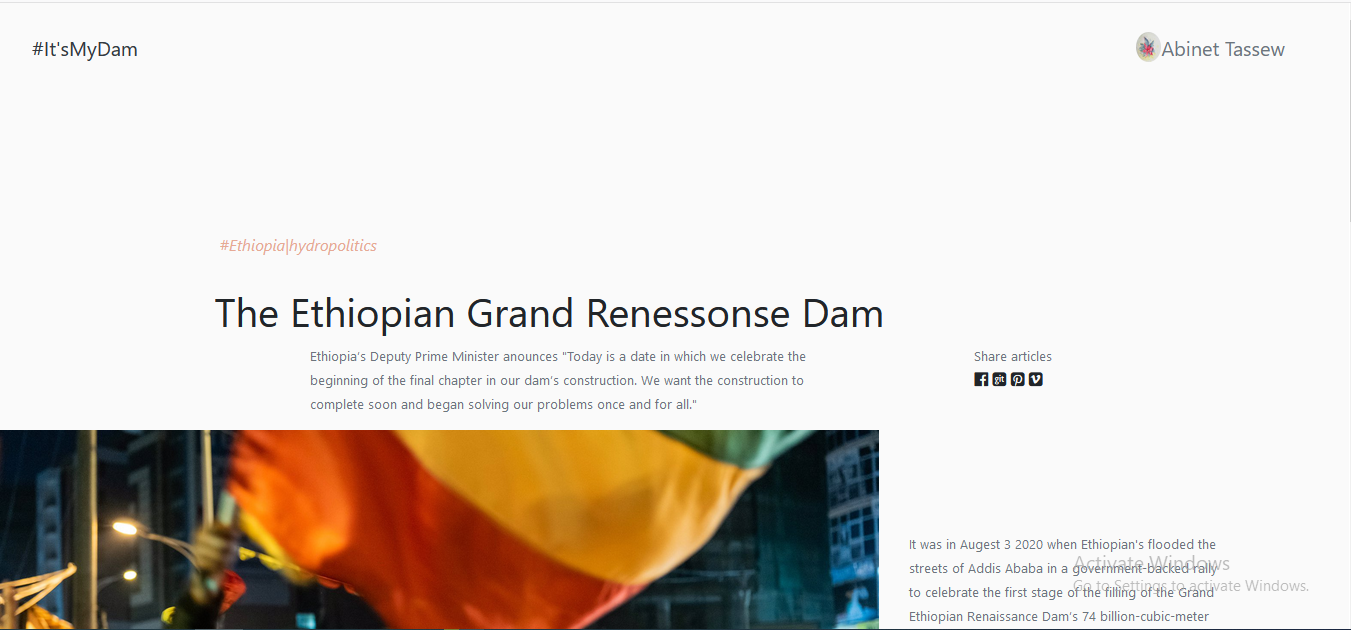 #It'sMyDam
Abinet Tassew
#Ethiopia|hydropolitics
The Ethiopian Grand Renessonse Dam
Ethiopia's Deputy Prime Minister anounces "Today is a date in which we celebrate the
beginning of the final chapter in our dam's construction. We want the construction to
complete soon and began solving our problems once and for all."
Share articles
It was in Augest 3 2020 when Ethiopian's flooded the
streets of Addis Ababa in a government-backed rally
to celebrate the first stage of the filling of the Grand
Ethiopian Renaissance Dam's 74 billion-cubic-meter
Activate Windows
Go to Settings to activate Windows.